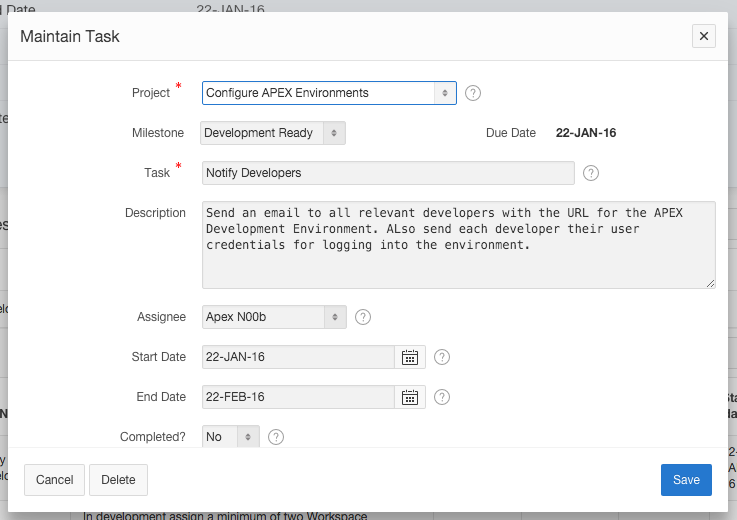 22-JAN-16
Maintain Task
Project *
Configure APEX Environments
Milestone
Development Ready
Due Date
22-JAN-16
Task *
Notify Developers
Description
Send an email to all relevant developers with the URL for the APEX
Development Environment. ALso send each developer their user
credentials for logging into the environment.
Assignee
Apex N00b
Start Date
22-JAN-16
End Date
22-FEB-16
Completed?
No
Cancel
Delete
Save
In development assign a minimum of two Workspace